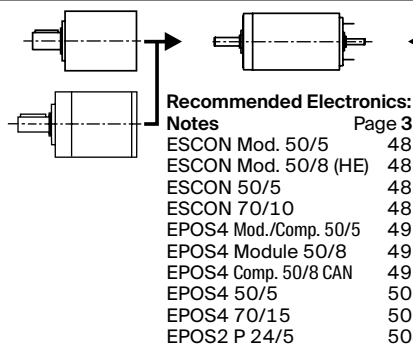 Recommended Electronics:
Notes Page 3
ESCON Mod. 50/5 48
ESCON Mod. 50/8 (HE) 48
ESCON 50/5 48
ESCON 70/10 48
EPOS4 Mod./Comp. 50/5 49
EPOS4 Module 50/8 49
EPOS4 Comp. 50/8 CAN 49
EPOS4 50/5 50
EPOS4 70/15 50
EPOS2 P 24/5 50